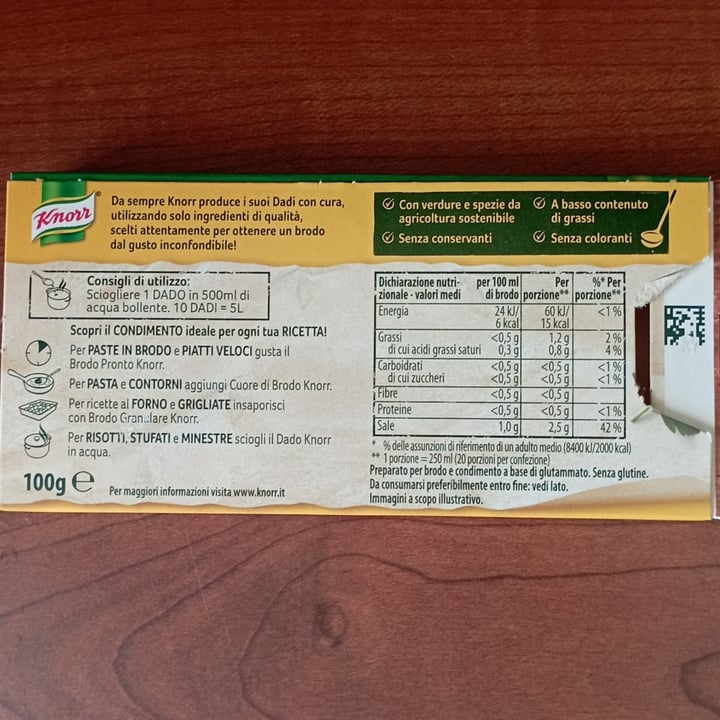 Knorr®
Da sempre Knorr produce i suoi Dadi con cura,
utilizzando solo ingredienti di qualità,
scelti attentamente per ottenere un brodo
dal gusto inconfondibile!
Con verdure e spezie da
agricoltura sostenibile
Senza conservanti
A basso contenuto
di grassi
Senza coloranti
Consigli di utilizzo:
Sciogliere 1 DADO in 500ml di
acqua bollente. 10 DADI = 5L
Scopri il CONDIMENTO ideale per ogni tua RICETTA!
Per PASTE IN BRODO e PIATTI VELOCI gusta il
Brodo Pronto Knorr.
Per PASTA e CONTORNI aggiungi Cuore di Brodo Knorr.
Per ricette al FORNO e GRIGLIATE insaporisci
con Brodo Granulare Knorr.
Per RISOTTI, STUFATI e MINESTRE sciogli il Dado Knorr
in acqua.
100g e
Per maggiori informazioni visita www.knorr.it
Dichiarazione nutri- per 100 ml Per %* Per
zionale - valori medi di brodo porzione** porzione**
Energia 24 kJ/ 60 kJ/ <1 %
6 kcal 15 kcal
Grassi <0,5 g 1,2 g 2 %
di cui acidi grassi saturi 0,3 g 0,8 g 4 %
Carboidrati <0,5 g <0,5 g <1 %
di cui zuccheri <0,5 g <0,5 g <1 %
Fibre <0,5 g <0,5 g
Proteine <0,5 g <0,5 g <1 %
Sale 1,0 g 2,5 g 42 %
* % delle assunzioni di riferimento di un adulto medio (8400 kJ/2000 kcal)
** 1 porzione = 250 ml (20 porzioni per confezione)
Preparato per brodo e condimento a base di glutammato. Senza glutine.
Da consumarsi preferibilmente entro fine: vedi lato.
Immagini a scopo illustrativo.